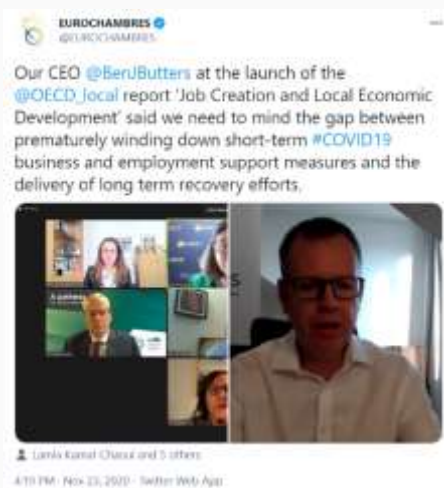 EUROCHAMBRES
@EUROCHAMBRES
Our CEO @BenJButters at the launch of the
@OECD_local report 'Job Creation and Local Economic
Development' said we need to mind the gap between
prematurely winding down short-term #COVID19
business and employment support measures and the
delivery of long term recovery efforts.
Lamia Kamal-Chaoui and 5 others
4:19 PM · Nov 23, 2020 · Twitter Web App